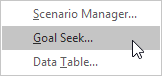 Scenario Manager...
Goal Seek...
Data Table...